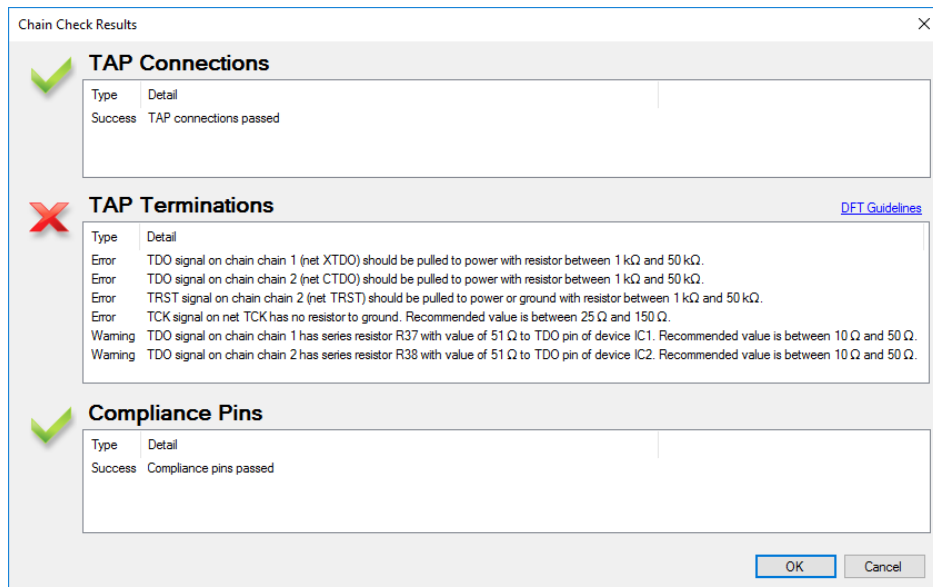 Chain Check Results
TAP Connections
Type Detail
Success TAP connections passed
TAP Terminations
DFT Guidelines
Type Detail
Error TDO signal on chain chain 1 (net XTDO) should be pulled to power with resistor between 1 kΩ and 50 kΩ.
Error TDO signal on chain chain 2 (net CTDO) should be pulled to power with resistor between 1 kΩ and 50 kΩ.
Error TRST signal on chain chain 2 (net TRST) should be pulled to power or ground with resistor between 1 kΩ and 50 kΩ.
Error TCK signal on net TCK has no resistor to ground. Recommended value is between 25 Ω and 150 Ω.
Warning TDO signal on chain chain 1 has series resistor R37 with value of 51 Ω to TDO pin of device IC1. Recommended value is between 10 Ω and 50 Ω.
Warning TDO signal on chain chain 2 has series resistor R38 with value of 51 Ω to TDO pin of device IC2. Recommended value is between 10 Ω and 50 Ω.
Compliance Pins
Type Detail
Success Compliance pins passed
OK Cancel